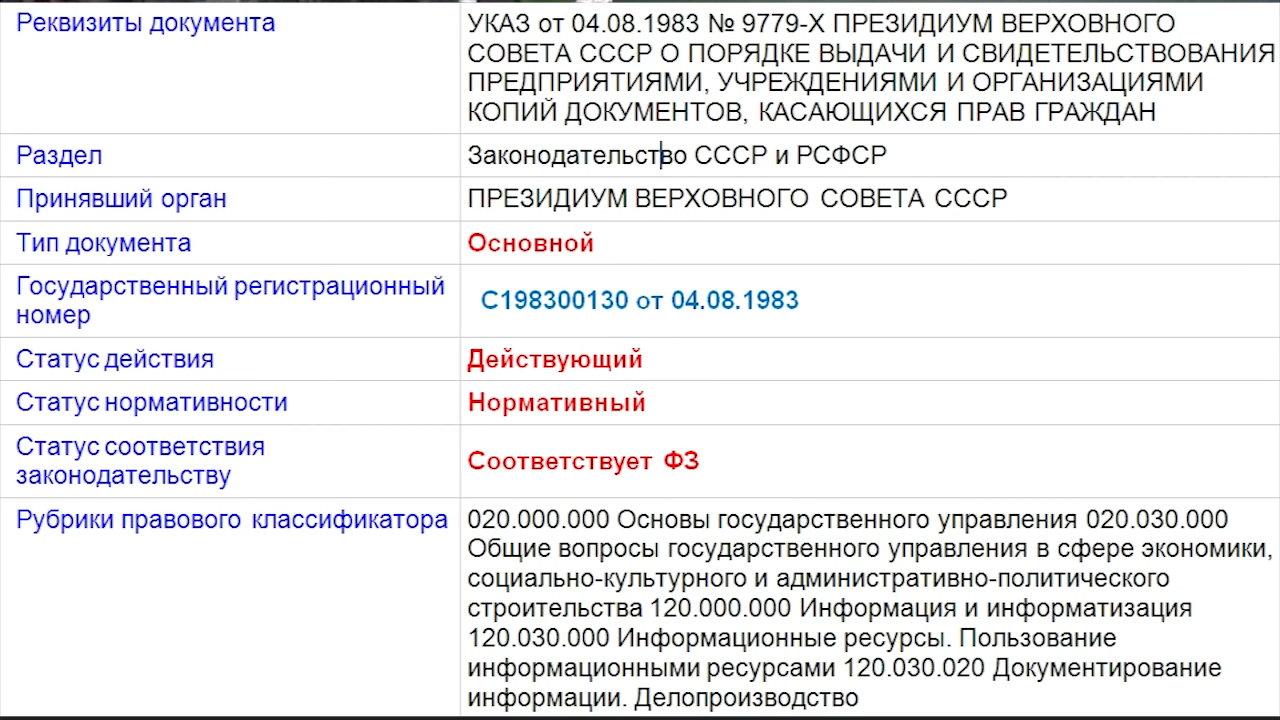 Реквизиты документа
УКАЗ от 04.08.1983 № 9779-X ПРЕЗИДИУМ ВЕРХОВНОГО
СОВЕТА СССР О ПОРЯДКЕ ВЫДАЧИ И СВИДЕТЕЛЬСТВОВАНИЯ
ПРЕДПРИЯТИЯМИ, УЧРЕЖДЕНИЯМИ И ОРГАНИЗАЦИЯМИ
КОПИЙ ДОКУМЕНТОВ, КАСАЮЩИХСЯ ПРАВ ГРАЖДАН
Раздел
Законодательство СССР и РСФСР
Принявший орган
ПРЕЗИДИУМ ВЕРХОВНОГО СОВЕТА СССР
Тип документа
Основной
Государственный регистрационный
номер
С198300130 от 04.08.1983
Статус действия
Действующий
Статус нормативности
Нормативный
Статус соответствия
законодательству
Соответствует ФЗ
Рубрики правового классификатора
020.000.000 Основы государственного управления 020.030.000
Общие вопросы государственного управления в сфере экономики,
социально-культурного и административно-политического
строительства 120.000.000 Информация и информатизация
120.030.000 Информационные ресурсы. Пользование
информационными ресурсами 120.030.020 Документирование
информации. Делопроизводство